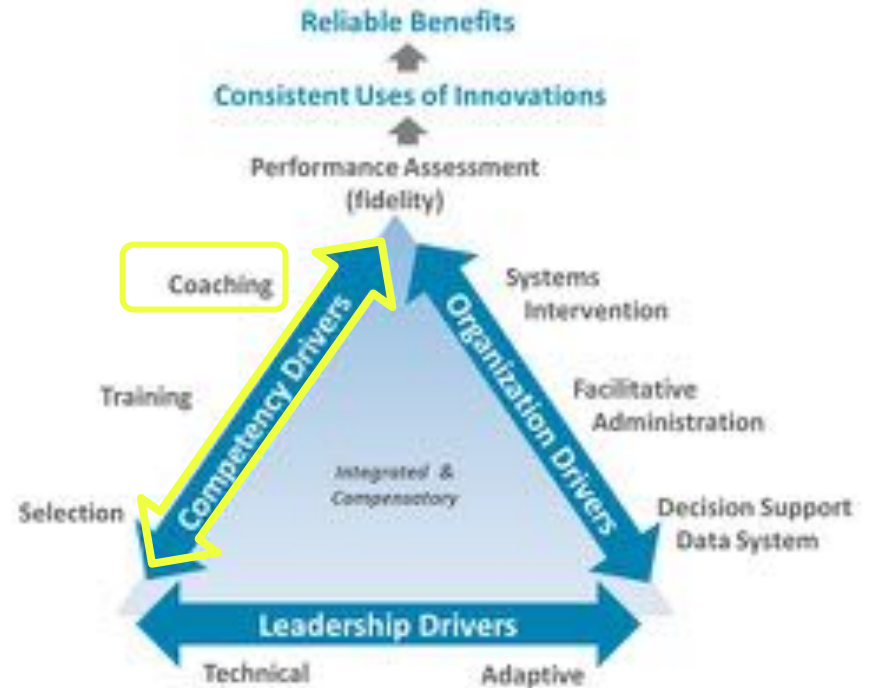 Reliable Benefits
Consistent Uses of Innovations
Performance Assessment
(fidelity)
Coaching
Training
Selection
Competency Drivers
Integrated &
Compensatory
Organization Drivers
Systems
Intervention
Facilitative
Administration
Decision Support
Data System
Leadership Drivers
Technical
Adaptive